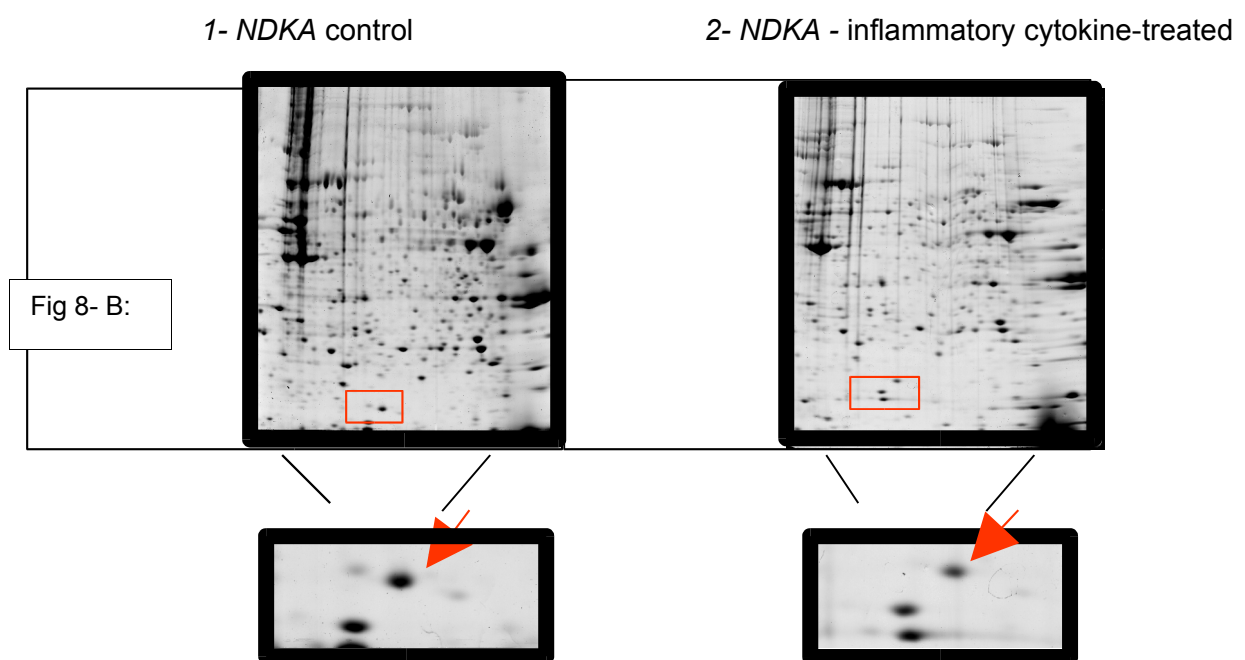 1- NDKA control
2- NDKA - inflammatory cytokine-treated
Fig 8- B: